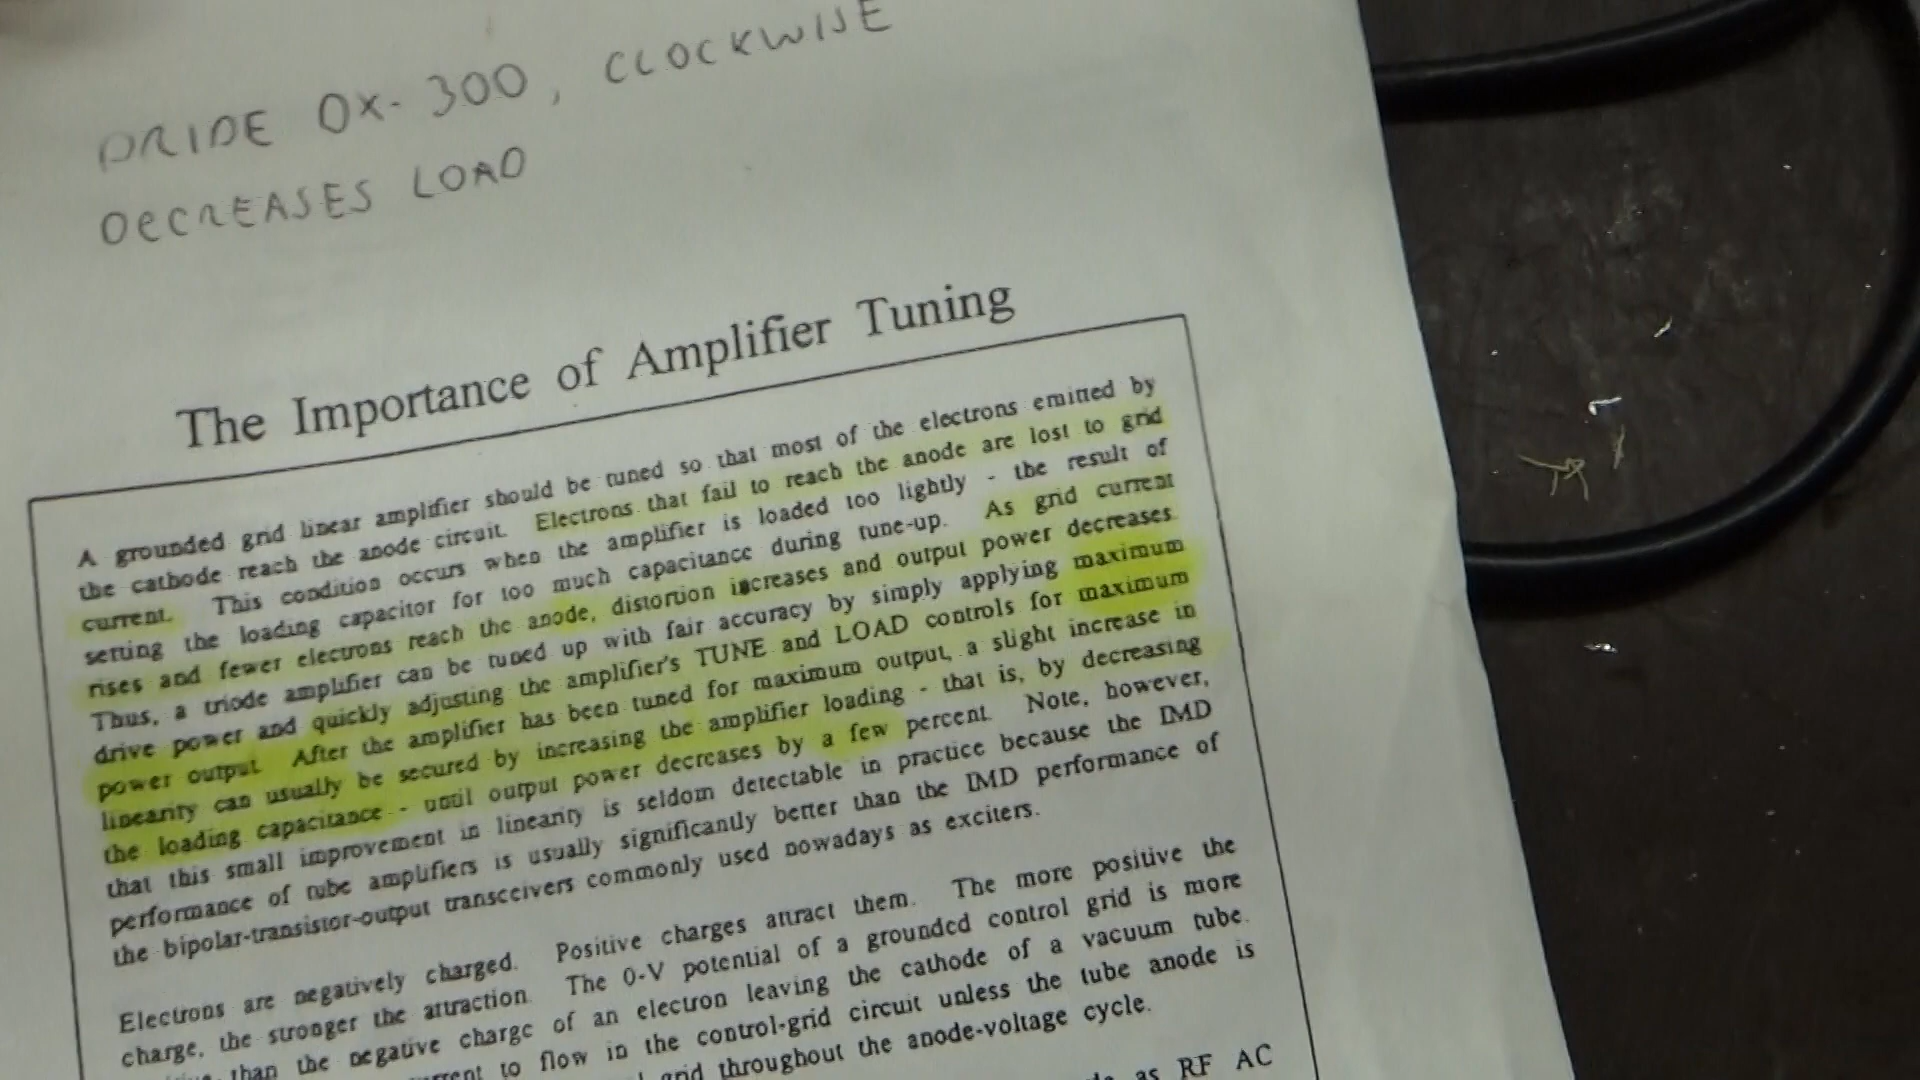 PRIDE DX-300, CLOCKWISE
DECREASES LOAD
The Importance of Amplifier Tuning
A grounded grid linear amplifier should be tuned so that most of the electrons emitted by
the cathode reach the anode circuit. Electrons that fail to reach the anode are lost to grid
current. This condition occurs when the amplifier is loaded too lightly - the result of
setting the loading capacitor for too much capacitance during tune-up. As grid current
rises and fewer electrons reach the anode, distortion increases and output power decreases.
Thus, a triode amplifier can be tuned up with fair accuracy by simply applying maximum
drive power and quickly adjusting the amplifier's TUNE and LOAD controls for maximum
power output. After the amplifier has been tuned for maximum output, a slight increase in
linearity can usually be secured by increasing the amplifier loading - that is, by decreasing
the loading capacitance - until output power decreases by a few percent. Note, however,
that this small improvement in linearity is seldom detectable in practice because the IMD
performance of tube amplifiers is usually significantly better than the IMD performance of
the bipolar-transistor-output transceivers commonly used nowadays as exciters.
Electrons are negatively charged. Positive charges attract them. The more positive the
charge, the stronger the attraction. The 0-V potential of a grounded control grid is more
than the negative charge of an electron leaving the cathode of a vacuum tube.
to flow in the control-grid circuit unless the tube anode is
grid throughout the anode-voltage cycle.
as RF AC